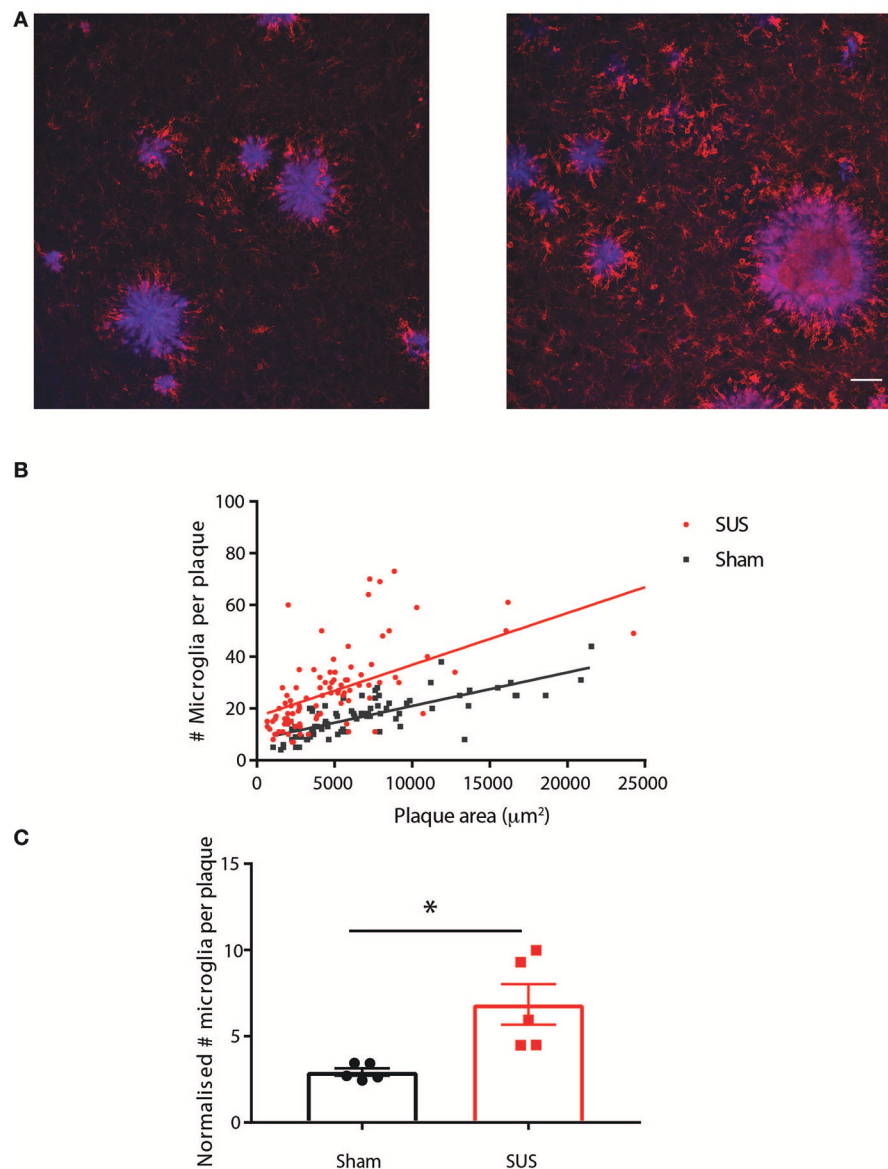 A
B
100
80
60
40
20
0
# Microglia per plaque
0 5000 10000 15000 20000 25000
Plaque area (μm²)
SUS
Sham
C
15
10
5
0
Normalised # microglia per plaque
*
Sham SUS